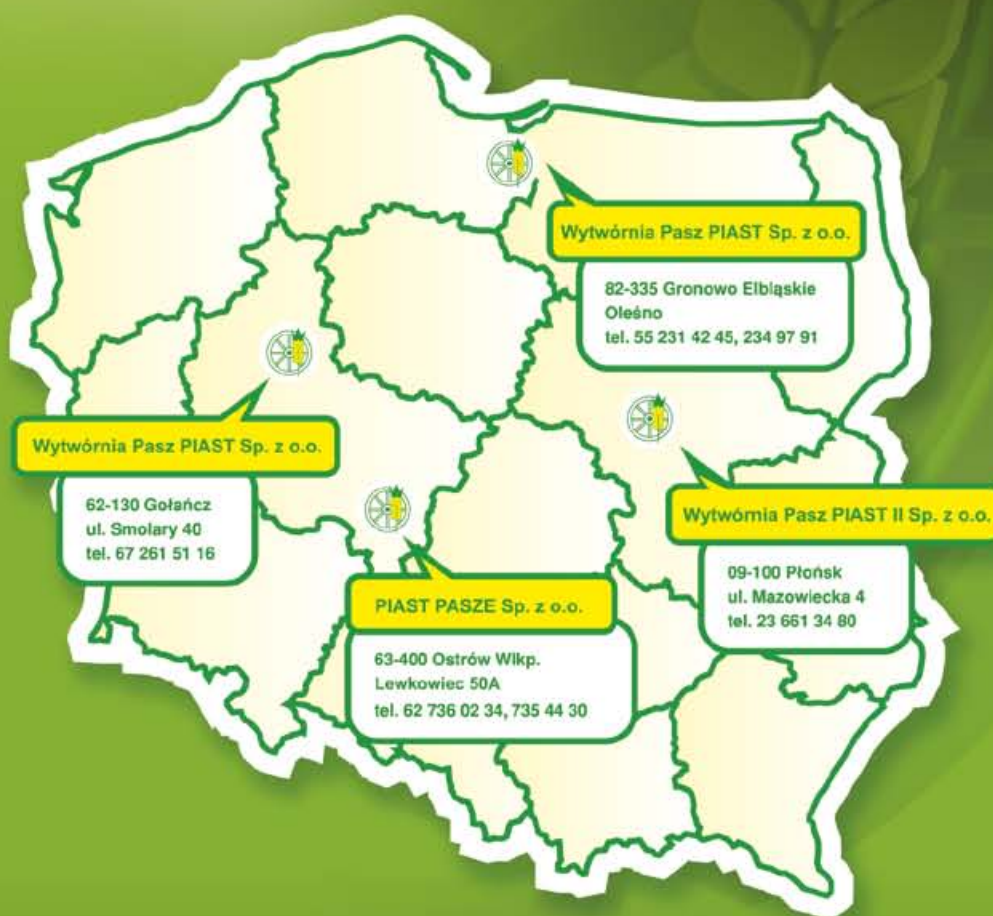 Wytwórnia Pasz PIAST Sp. z o.o.
82-335 Gronowo Elbląskie
Oleśno
tel. 55 231 42 45, 234 97 91
Wytwórnia Pasz PIAST Sp. z o.o.
62-130 Gołańcz
ul. Smolary 40
tel. 67 261 51 16
Wytwórnia Pasz PIAST II Sp. z o.o.
09-100 Płońsk
ul. Mazowiecka 4
tel. 23 661 34 80
PIAST PASZE Sp. z o.o.
63-400 Ostrów Wlkp.
Lewkowiec 50A
tel. 62 736 02 34, 735 44 30